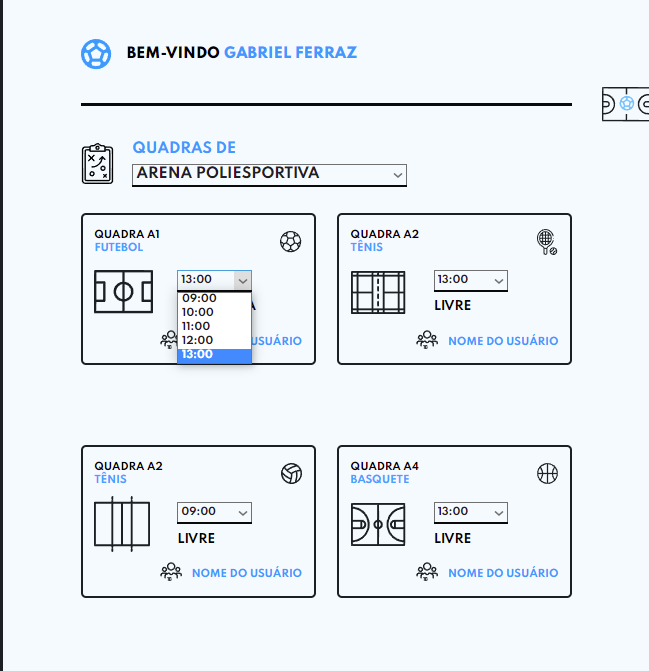 BEM-VINDO GABRIEL FERRAZ
QUADRAS DE
ARENA POLIESPORTIVA
QUADRA A1
FUTEBOL
13:00
09:00
10:00
11:00
12:00
13:00
QUADRA A2
TÊNIS
13:00
LIVRE
NOME DO USUÁRIO
QUADRA A2
TÊNIS
09:00
LIVRE
NOME DO USUÁRIO
QUADRA A4
BASQUETE
13:00
LIVRE
NOME DO USUÁRIO